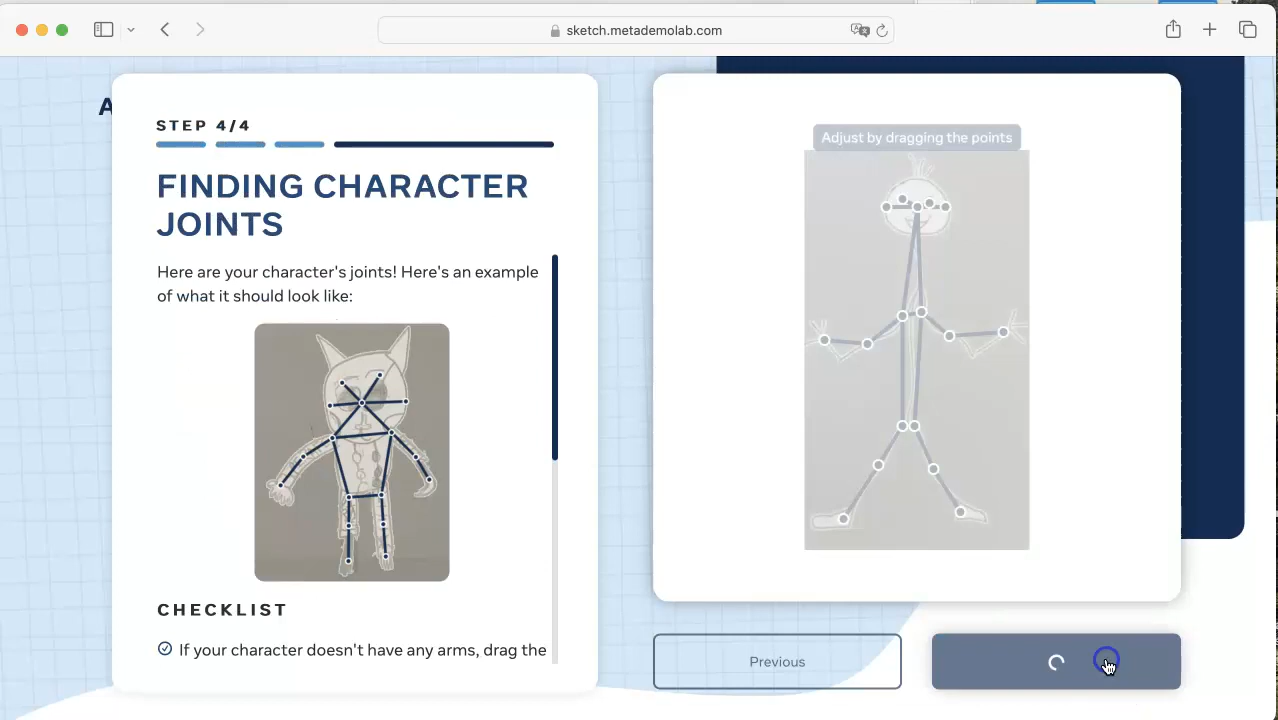 sketch.metademolab.com
A
STEP 4/4
FINDING CHARACTER
JOINTS
Here are your character's joints! Here's an example
of what it should look like:
CHECKLIST
If your character doesn't have any arms, drag the
Adjust by dragging the points
Previous